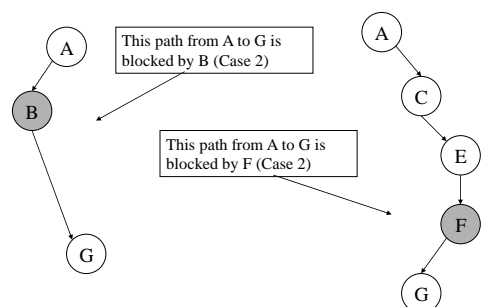 A
B
G
This path from A to G is
blocked by B (Case 2)
This path from A to G is
blocked by F (Case 2)
A
C
E
F
G